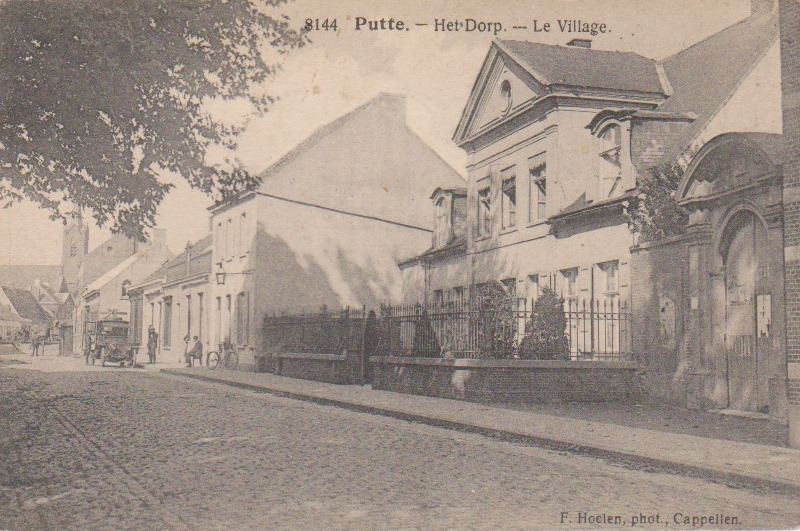 8144 Putte. - Het Dorp. -- Le Village.
F. Hoelen, phot., Cappellen.